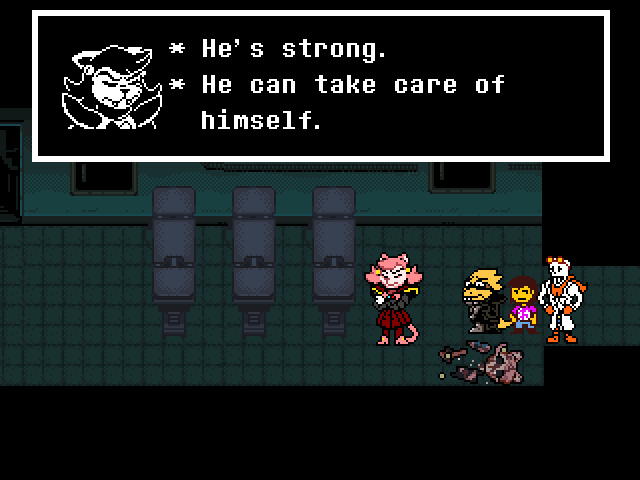 * He's strong.
* He can take care of
himself.